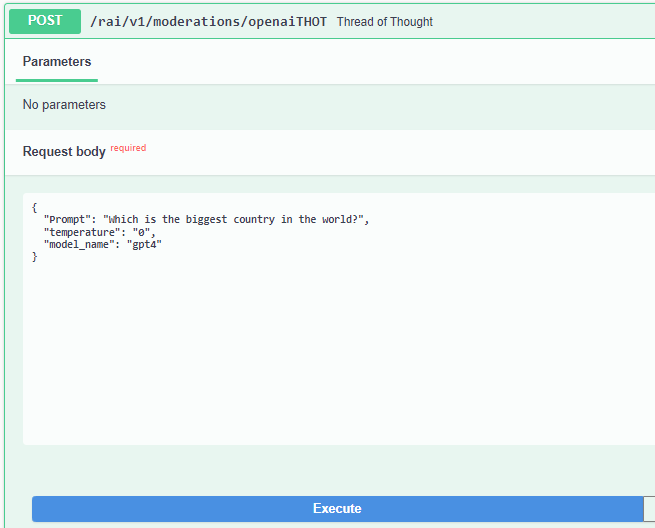 POST /rai/v1/moderations/openaiTHOT Thread of Thought
Parameters
No parameters
Request body required
{
  "Prompt": "Which is the biggest country in the world?",
  "temperature": "0",
  "model_name": "gpt4"
}
Execute